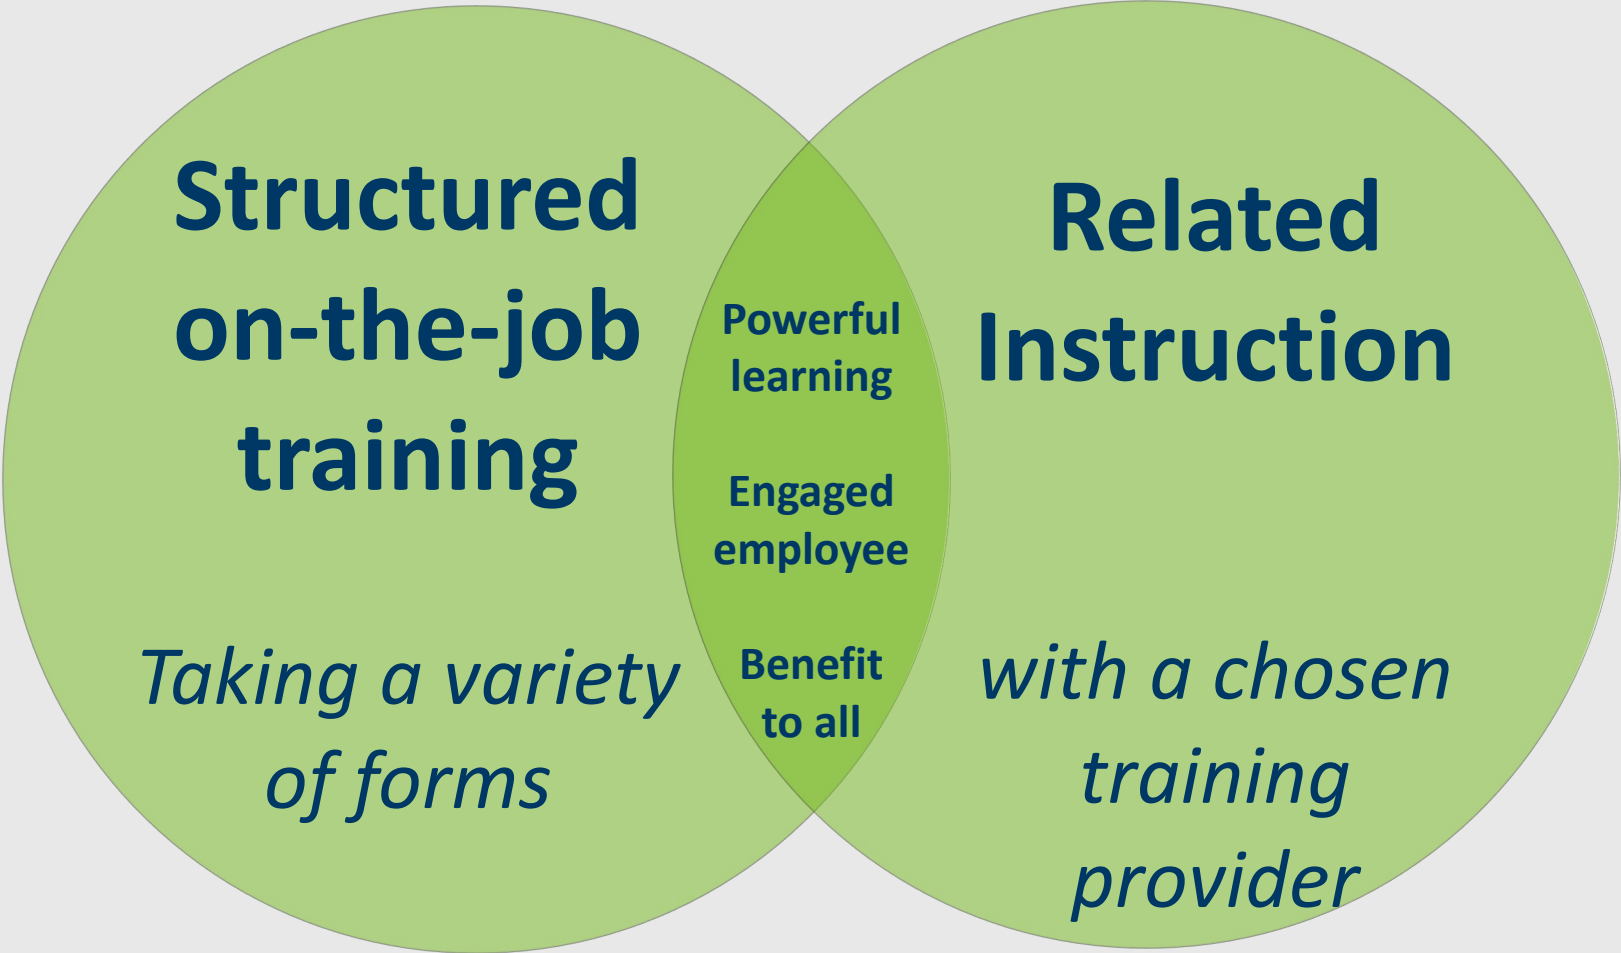 Structured
on-the-job
training
Taking a variety
of forms
Powerful
learning
Engaged
employee
Benefit
to all
Related
Instruction
with a chosen
training
provider